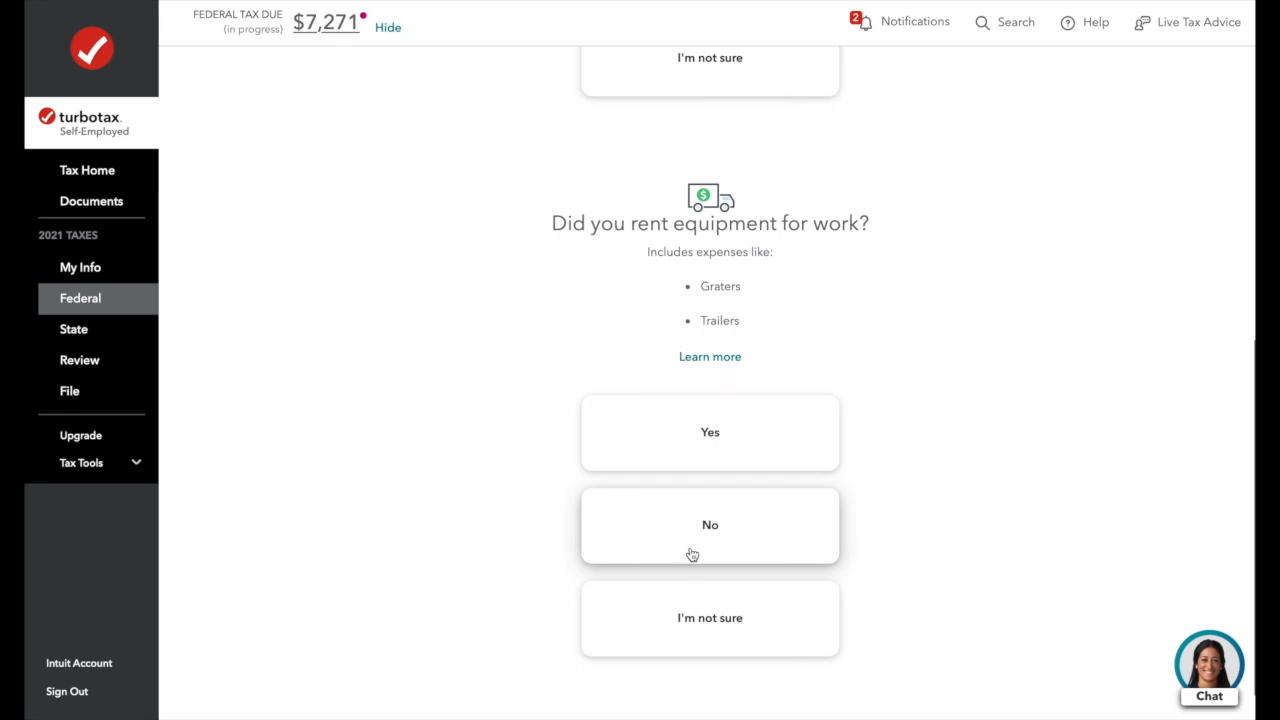 FEDERAL TAX DUE
(in progress)
$7,271
Hide
2
Notifications
Search
Help
Live Tax Advice
turbotax.
Self-Employed
Tax Home
Documents
2021 TAXES
My Info
Federal
State
Review
File
Upgrade
Tax Tools
Intuit Account
Sign Out
I'm not sure
$
Did you rent equipment for work?
Includes expenses like:
• Graters
• Trailers
Learn more
Yes
No
I'm not sure
Chat